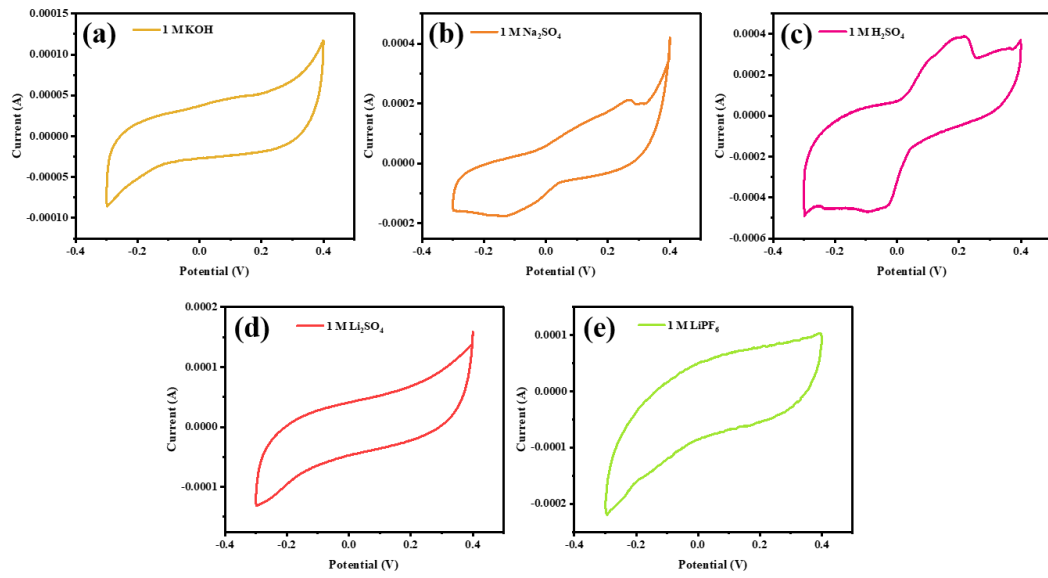 (a)
1 M KOH
0.00015
0.00010
0.00005
0.00000
-0.00005
-0.00010
Current (A)
-0.4 -0.2 0.0 0.2 0.4
Potential (V)
(b)
1 M Na₂SO₄
0.0004
0.0002
0.0000
-0.0002
Current (A)
-0.4 -0.2 0.0 0.2 0.4
Potential (V)
(c)
1 M H₂SO₄
0.0004
0.0002
0.0000
-0.0002
-0.0004
-0.0006
Current (A)
-0.4 -0.2 0.0 0.2 0.4
Potential (V)
(d)
1 M Li₂SO₄
0.0002
0.0001
0.0000
-0.0001
Current (A)
-0.4 -0.2 0.0 0.2 0.4
Potential (V)
(e)
1 M LiPF₆
0.0001
0.0000
-0.0001
-0.0002
Current (A)
-0.4 -0.2 0.0 0.2 0.4
Potential (V)